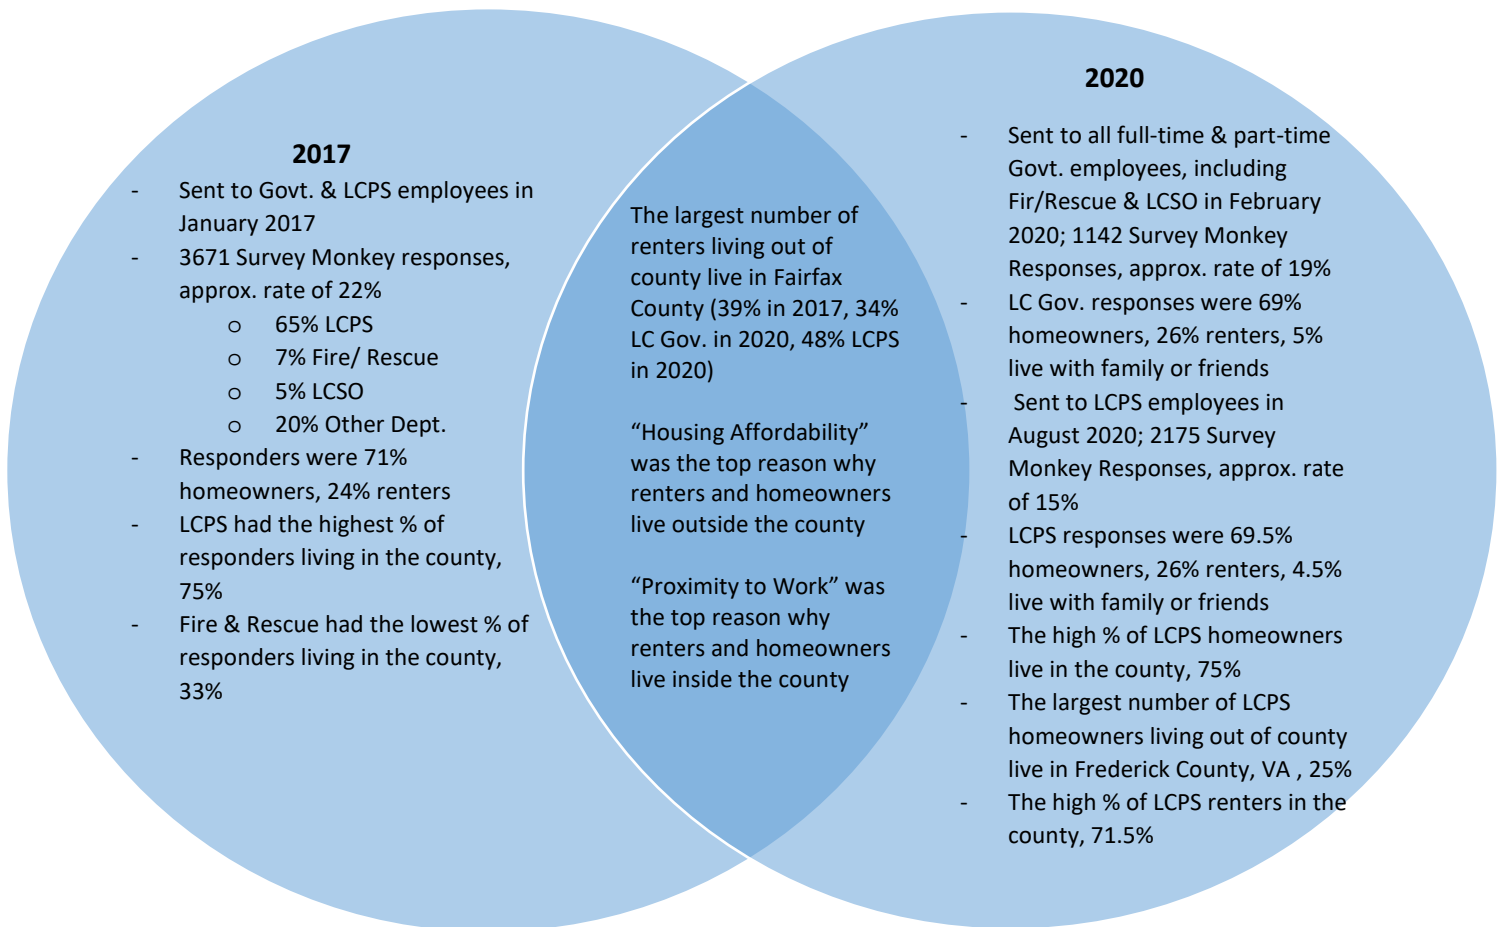 2017
- Sent to Govt. & LCPS employees in
January 2017
- 3671 Survey Monkey responses,
approx. rate of 22%
o 65% LCPS
o 7% Fire/ Rescue
o 5% LCSO
o 20% Other Dept.
- Responders were 71%
homeowners, 24% renters
- LCPS had the highest % of
responders living in the county,
75%
- Fire & Rescue had the lowest % of
responders living in the county,
33%
The largest number of
renters living out of
county live in Fairfax
County (39% in 2017, 34%
LC Gov. in 2020, 48% LCPS
in 2020)
“Housing Affordability”
was the top reason why
renters and homeowners
live outside the county
“Proximity to Work” was
the top reason why
renters and homeowners
live inside the county
2020
- Sent to all full-time & part-time
Govt. employees, including
Fir/Rescue & LCSO in February
2020; 1142 Survey Monkey
Responses, approx. rate of 19%
- LC Gov. responses were 69%
homeowners, 26% renters, 5%
live with family or friends
- Sent to LCPS employees in
August 2020; 2175 Survey
Monkey Responses, approx. rate
of 15%
- LCPS responses were 69.5%
homeowners, 26% renters, 4.5%
live with family or friends
- The high % of LCPS homeowners
live in the county, 75%
- The largest number of LCPS
homeowners living out of county
live in Frederick County, VA , 25%
- The high % of LCPS renters in the
county, 71.5%